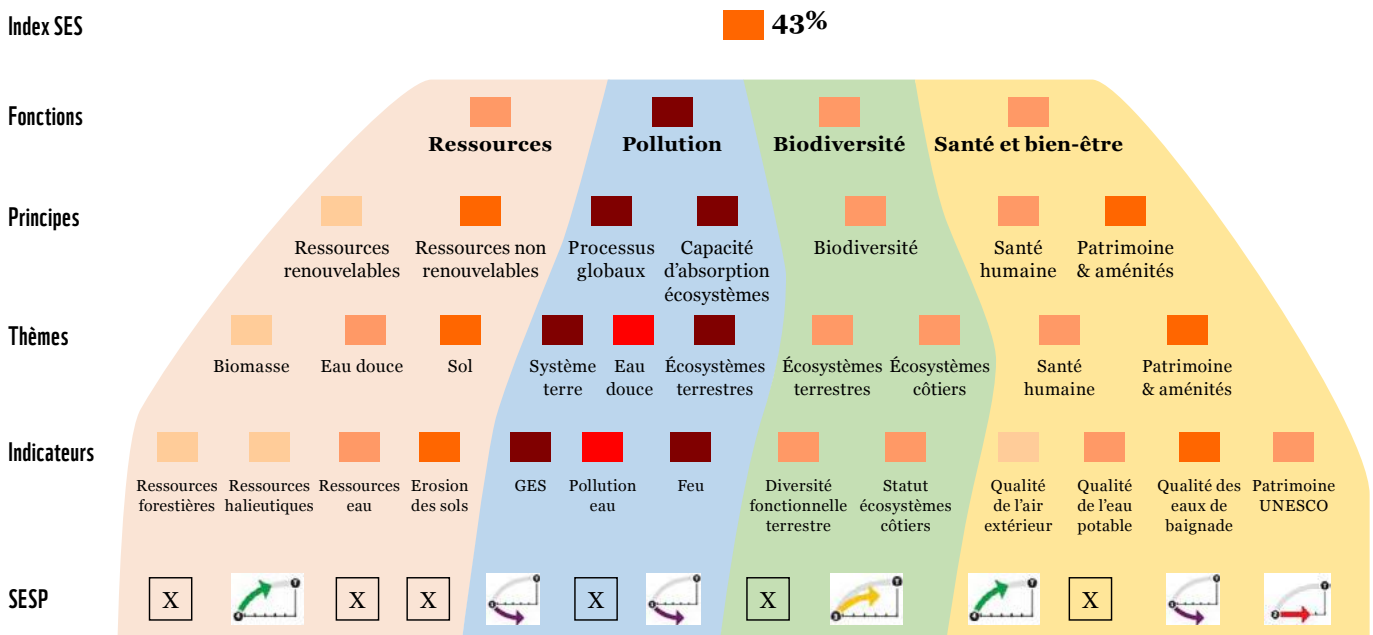 Index SES
43%
Fonctions
Ressources
Pollution
Biodiversité
Santé et bien-être
Principes
Ressources
renouvelables
Ressources non
renouvelables
Processus
globaux
Capacité
d'absorption
écosystèmes
Biodiversité
Santé
humaine
Patrimoine
& aménités
Thèmes
Biomasse
Eau douce
Sol
Système
terre
Eau
douce
Écosystèmes
terrestres
Écosystèmes
terrestres
Écosystèmes
côtiers
Santé
humaine
Patrimoine
& aménités
Indicateurs
Ressources
forestières
Ressources
halieutiques
Ressources
eau
Erosion
des sols
GES
Pollution
eau
Feu
Diversité
fonctionnelle
terrestre
Statut
écosystèmes
côtiers
Qualité
de l'air
extérieur
Qualité
de l'eau
potable
Qualité des
eaux de
baignade
Patrimoine
UNESCO
SESP
X
X
X
X
X
X